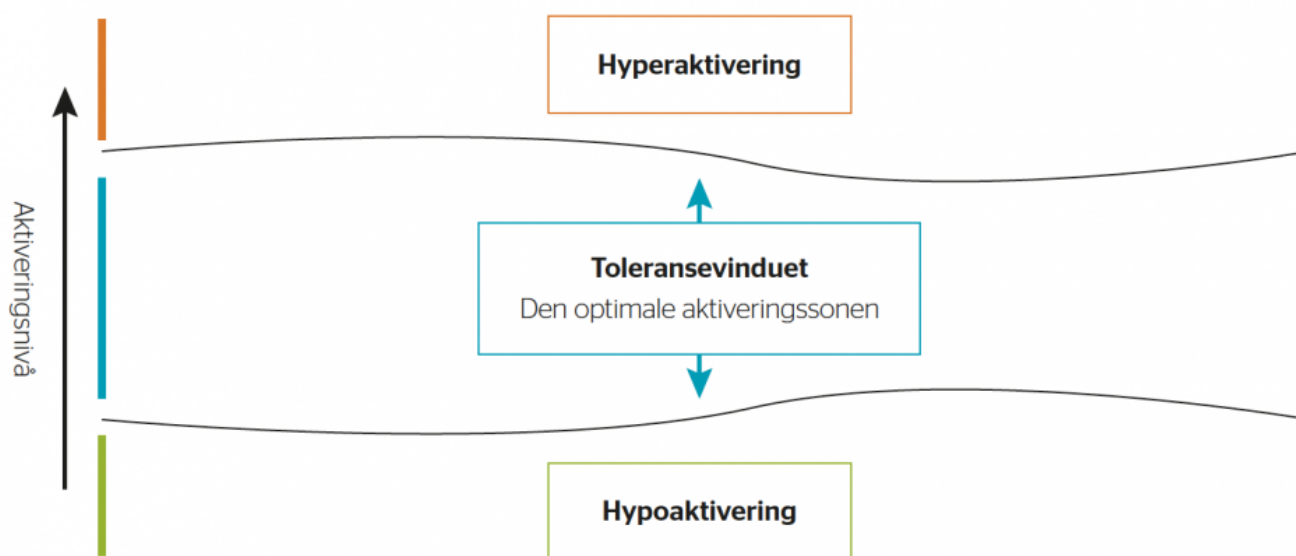 Hyperaktivering
Aktiveringsnivå
Toleransevinduet
Den optimale aktiveringssonen
Hypoaktivering